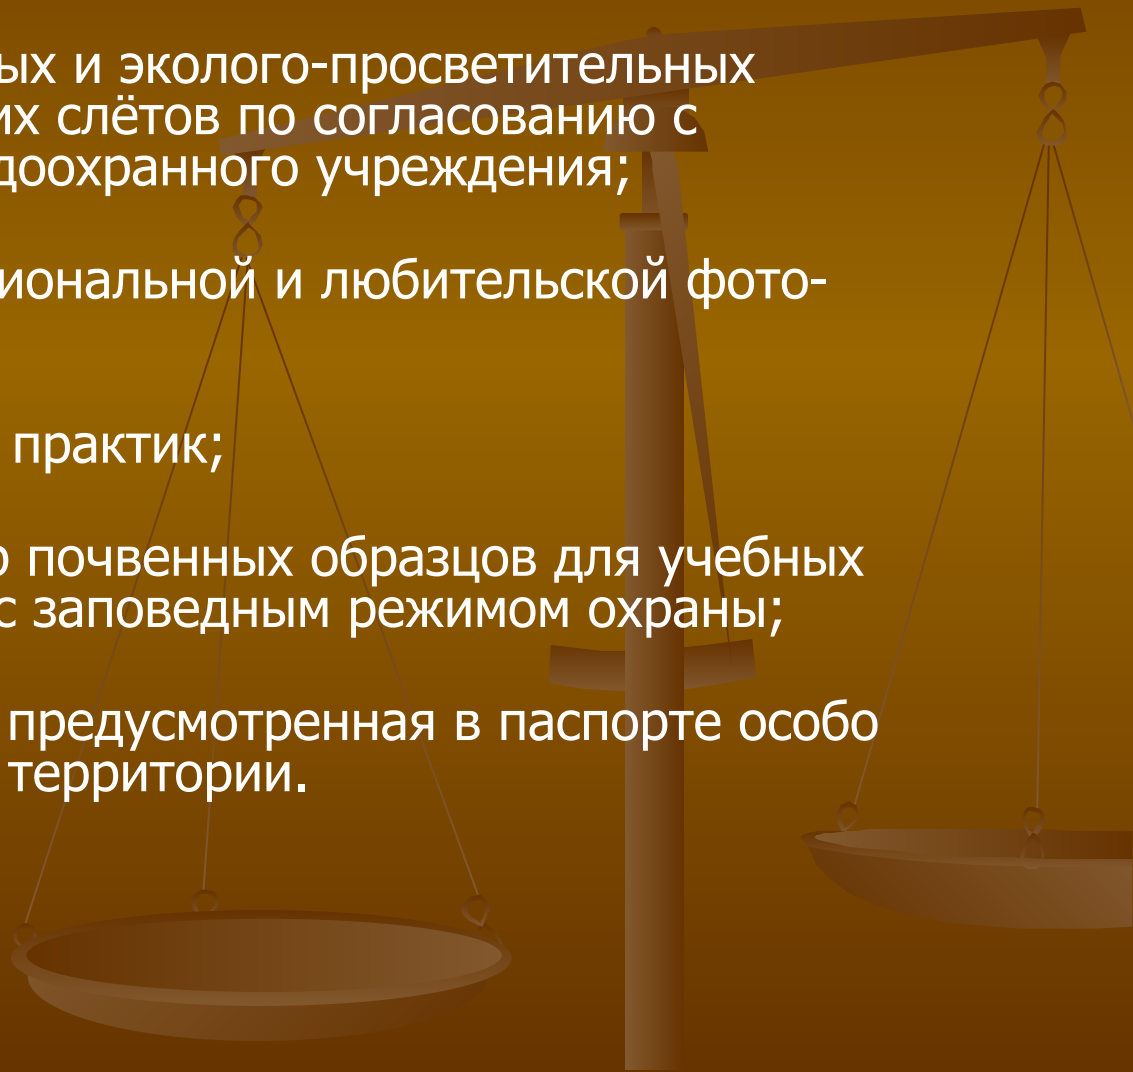 ых и эколого-просветительных
их слётов по согласованию с
доохранного учреждения;
иональной и любительской фото-
практик;
почвенных образцов для учебных
с заповедным режимом охраны;
предусмотренная в паспорте особо
территории.